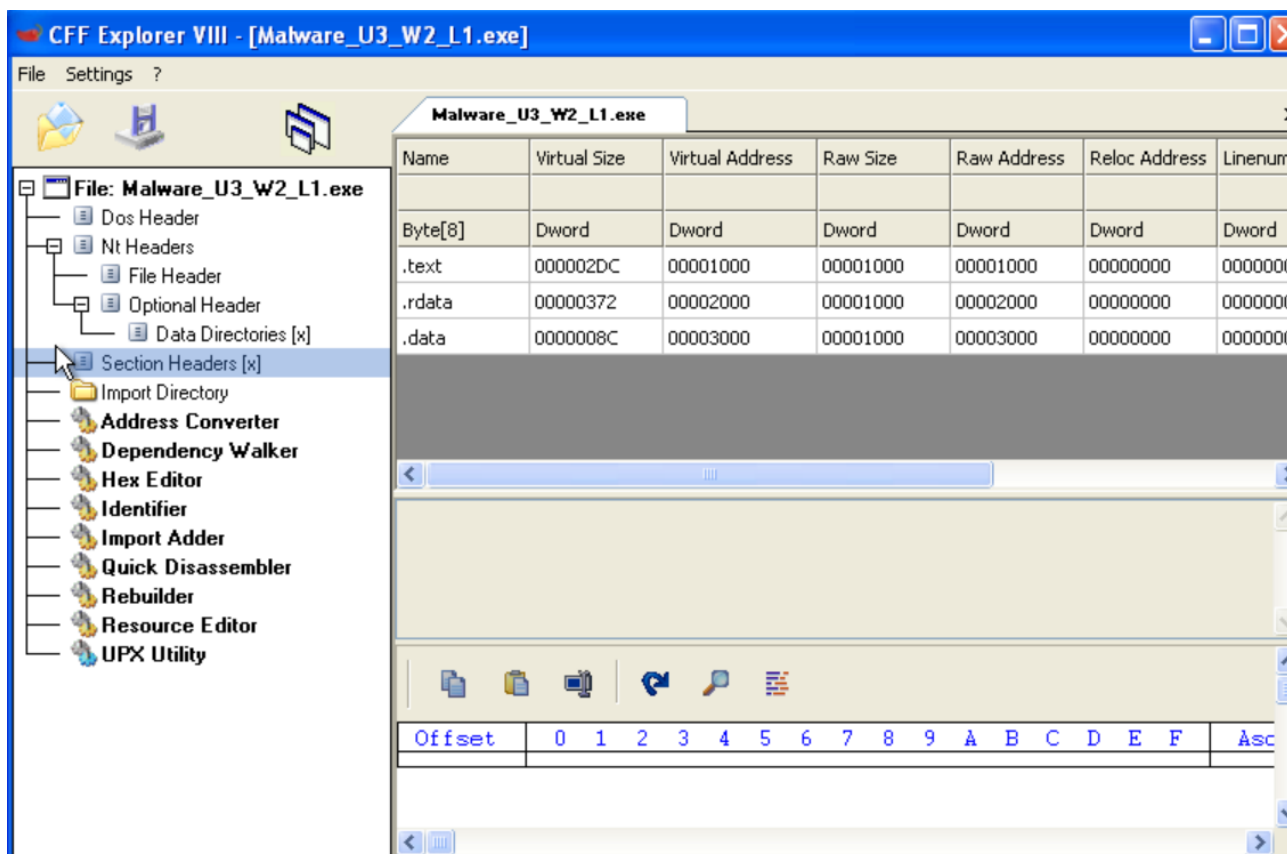 CFF Explorer VIII - [Malware_U3_W2_L1.exe]
File Settings ?
Malware_U3_W2_L1.exe
File: Malware_U3_W2_L1.exe
Dos Header
Nt Headers
File Header
Optional Header
Data Directories [x]
Section Headers [x]
Import Directory
Address Converter
Dependency Walker
Hex Editor
Identifier
Import Adder
Quick Disassembler
Rebuilder
Resource Editor
UPX Utility
Name Virtual Size Virtual Address Raw Size Raw Address Reloc Address Linenum
Byte[8] Dword Dword Dword Dword Dword Dword
.text 000002DC 00001000 00001000 00001000 00000000
.rdata 00000372 00002000 00001000 00002000 00000000
.data 0000008C 00003000 00001000 00003000 00000000
Offset 0 1 2 3 4 5 6 7 8 9 A B C D E F Asc